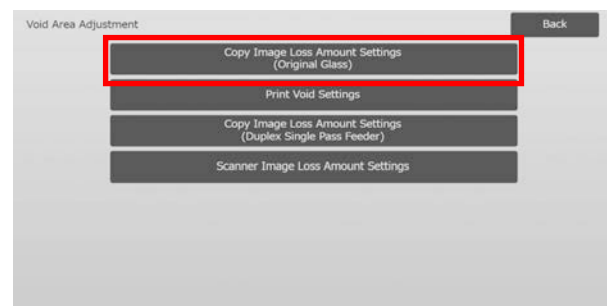 Void Area Adjustment
Back
Copy Image Loss Amount Settings
(Original Glass)
Print Void Settings
Copy Image Loss Amount Settings
(Duplex Single Pass Feeder)
Scanner Image Loss Amount Settings